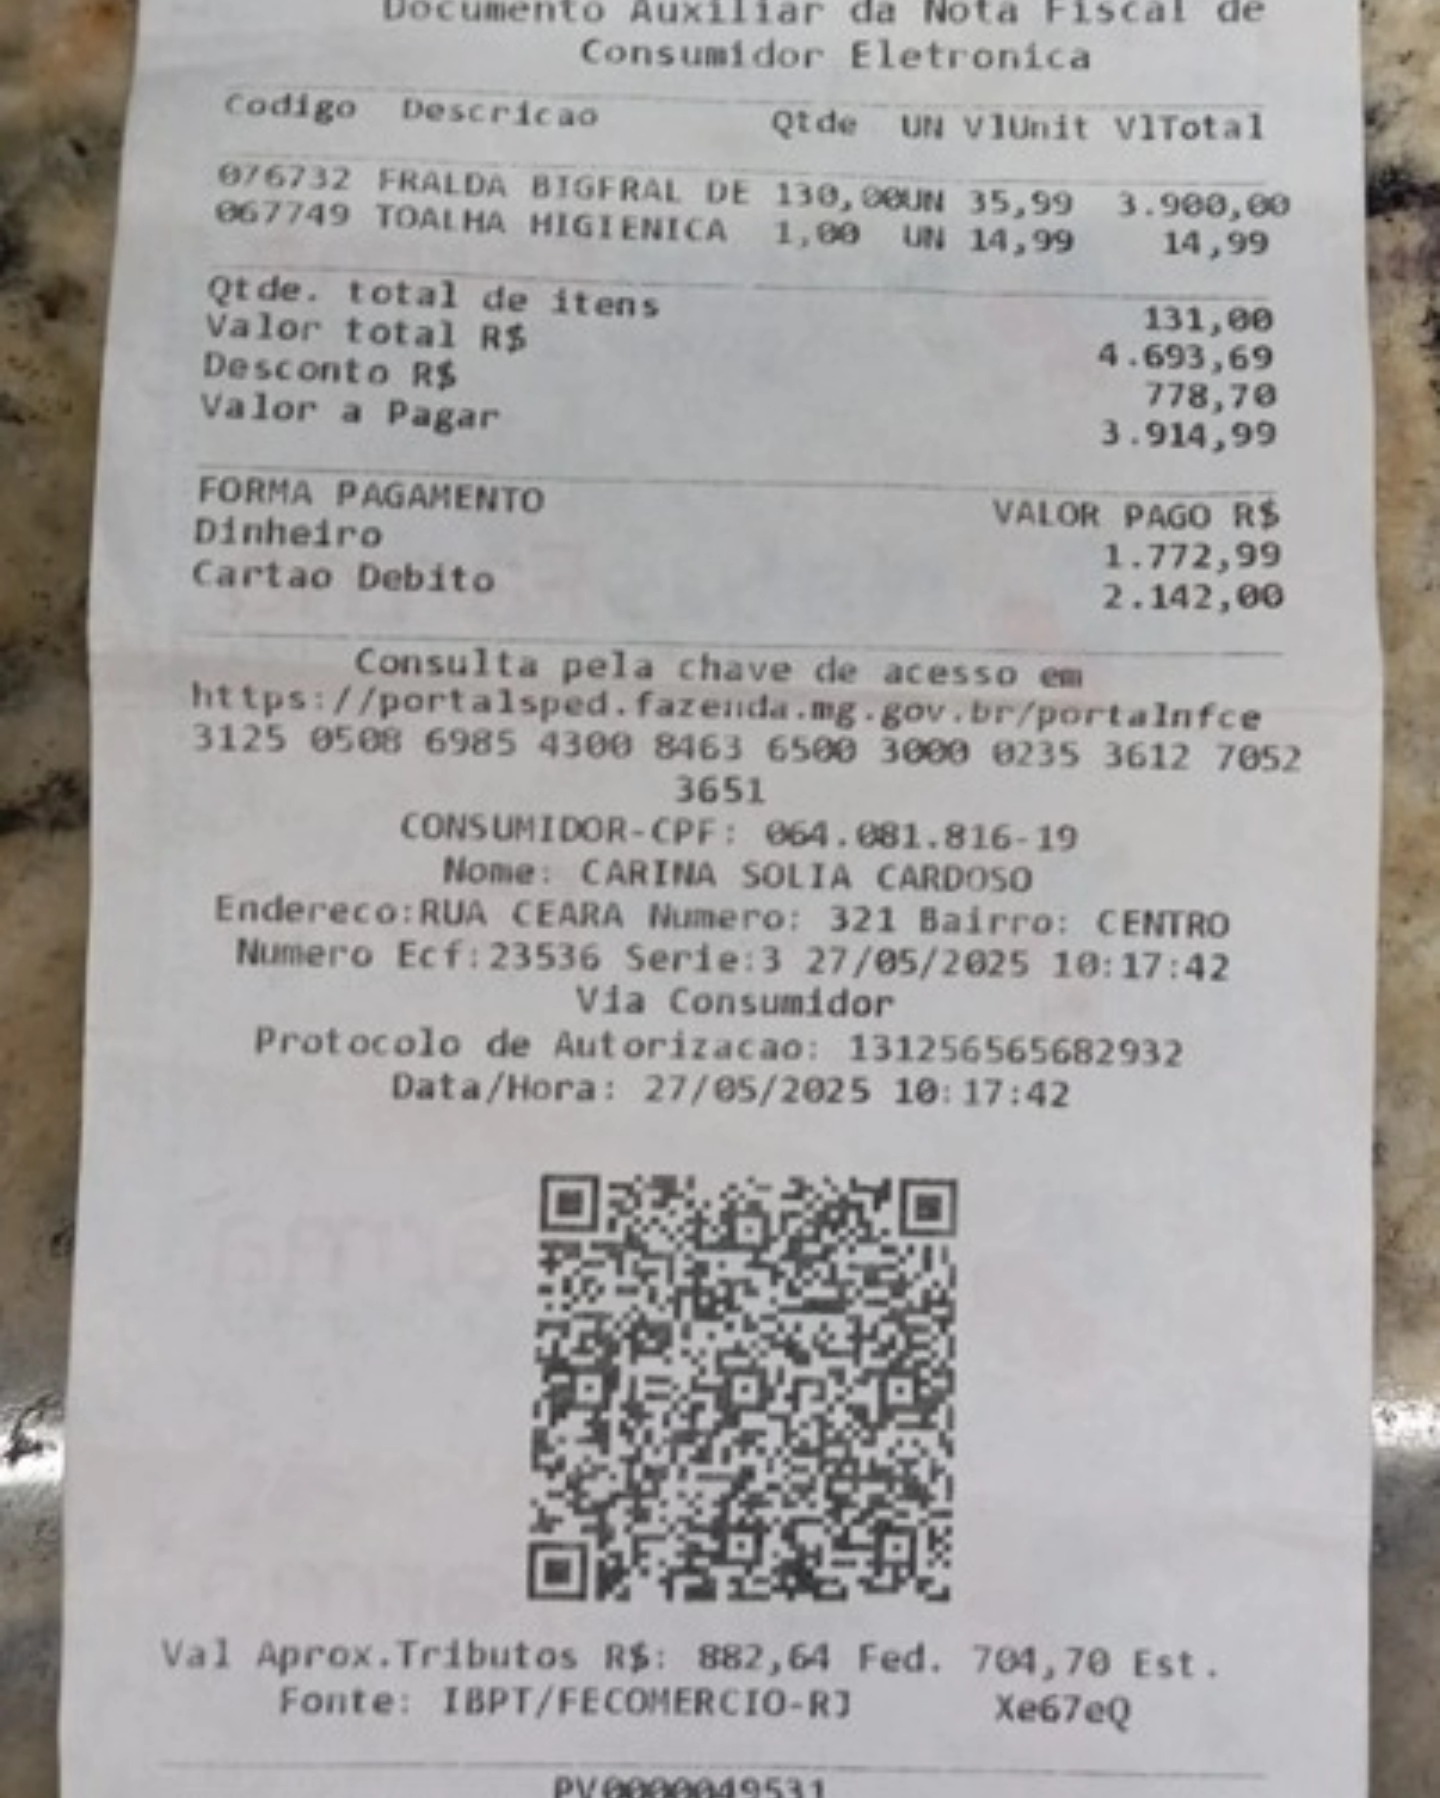 Documento Auxiliar da Nota Fiscal de
Consumidor Eletronica
Codigo Descricao Qtde UN VlUnit VlTotal
076732 FRALDA BIGFRAL DE 130,00UN 35,99 3.900,00
067749 TOALHA HIGIENICA 1,00 UN 14,99 14,99
Qtde. total de itens 131,00
Valor total R$ 4.693,69
Desconto R$ 778,70
Valor a Pagar 3.914,99
FORMA PAGAMENTO VALOR PAGO R$
Dinheiro 1.772,99
Cartao Debito 2.142,00
Consulta pela chave de acesso em
https://portalsped.fazenda.mg.gov.br/portalnfce
3125 0508 6985 4300 8463 6500 3000 0235 3612 7052
3651
CONSUMIDOR-CPF: 064.081.816-19
Nome: CARINA SOLIA CARDOSO
Endereco:RUA CEARA Numero: 321 Bairro: CENTRO
Numero Ecf:23536 Serie:3 27/05/2025 10:17:42
Via Consumidor
Protocolo de Autorizacao: 131256565682932
Data/Hora: 27/05/2025 10:17:42
Val Aprox.Tributos R$: 882,64 Fed. 704,70 Est.
Fonte: IBPT/FECOMERCIO-RJ Xe67eQ
PV0000049531